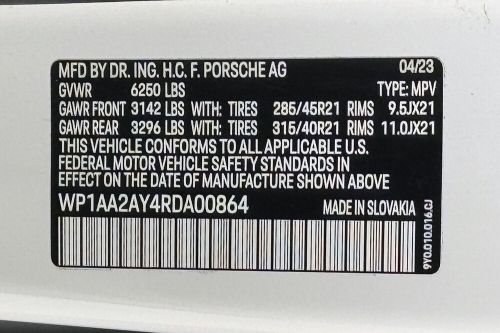 MFD BY DR. ING. H.C. F. PORSCHE AG 04/23
GVWR 6250 LBS TYPE: MPV
GAWR FRONT 3142 LBS WITH: TIRES 285/45R21 RIMS 9.5JX21
GAWR REAR 3296 LBS WITH: TIRES 315/40R21 RIMS 11.0JX21
THIS VEHICLE CONFORMS TO ALL APPLICABLE U.S.
FEDERAL MOTOR VEHICLE SAFETY STANDARDS IN
EFFECT ON THE DATE OF MANUFACTURE SHOWN ABOVE
WP1AA2AY4RDA00864 MADE IN SLOVAKIA
9Y0.010.016.CJ